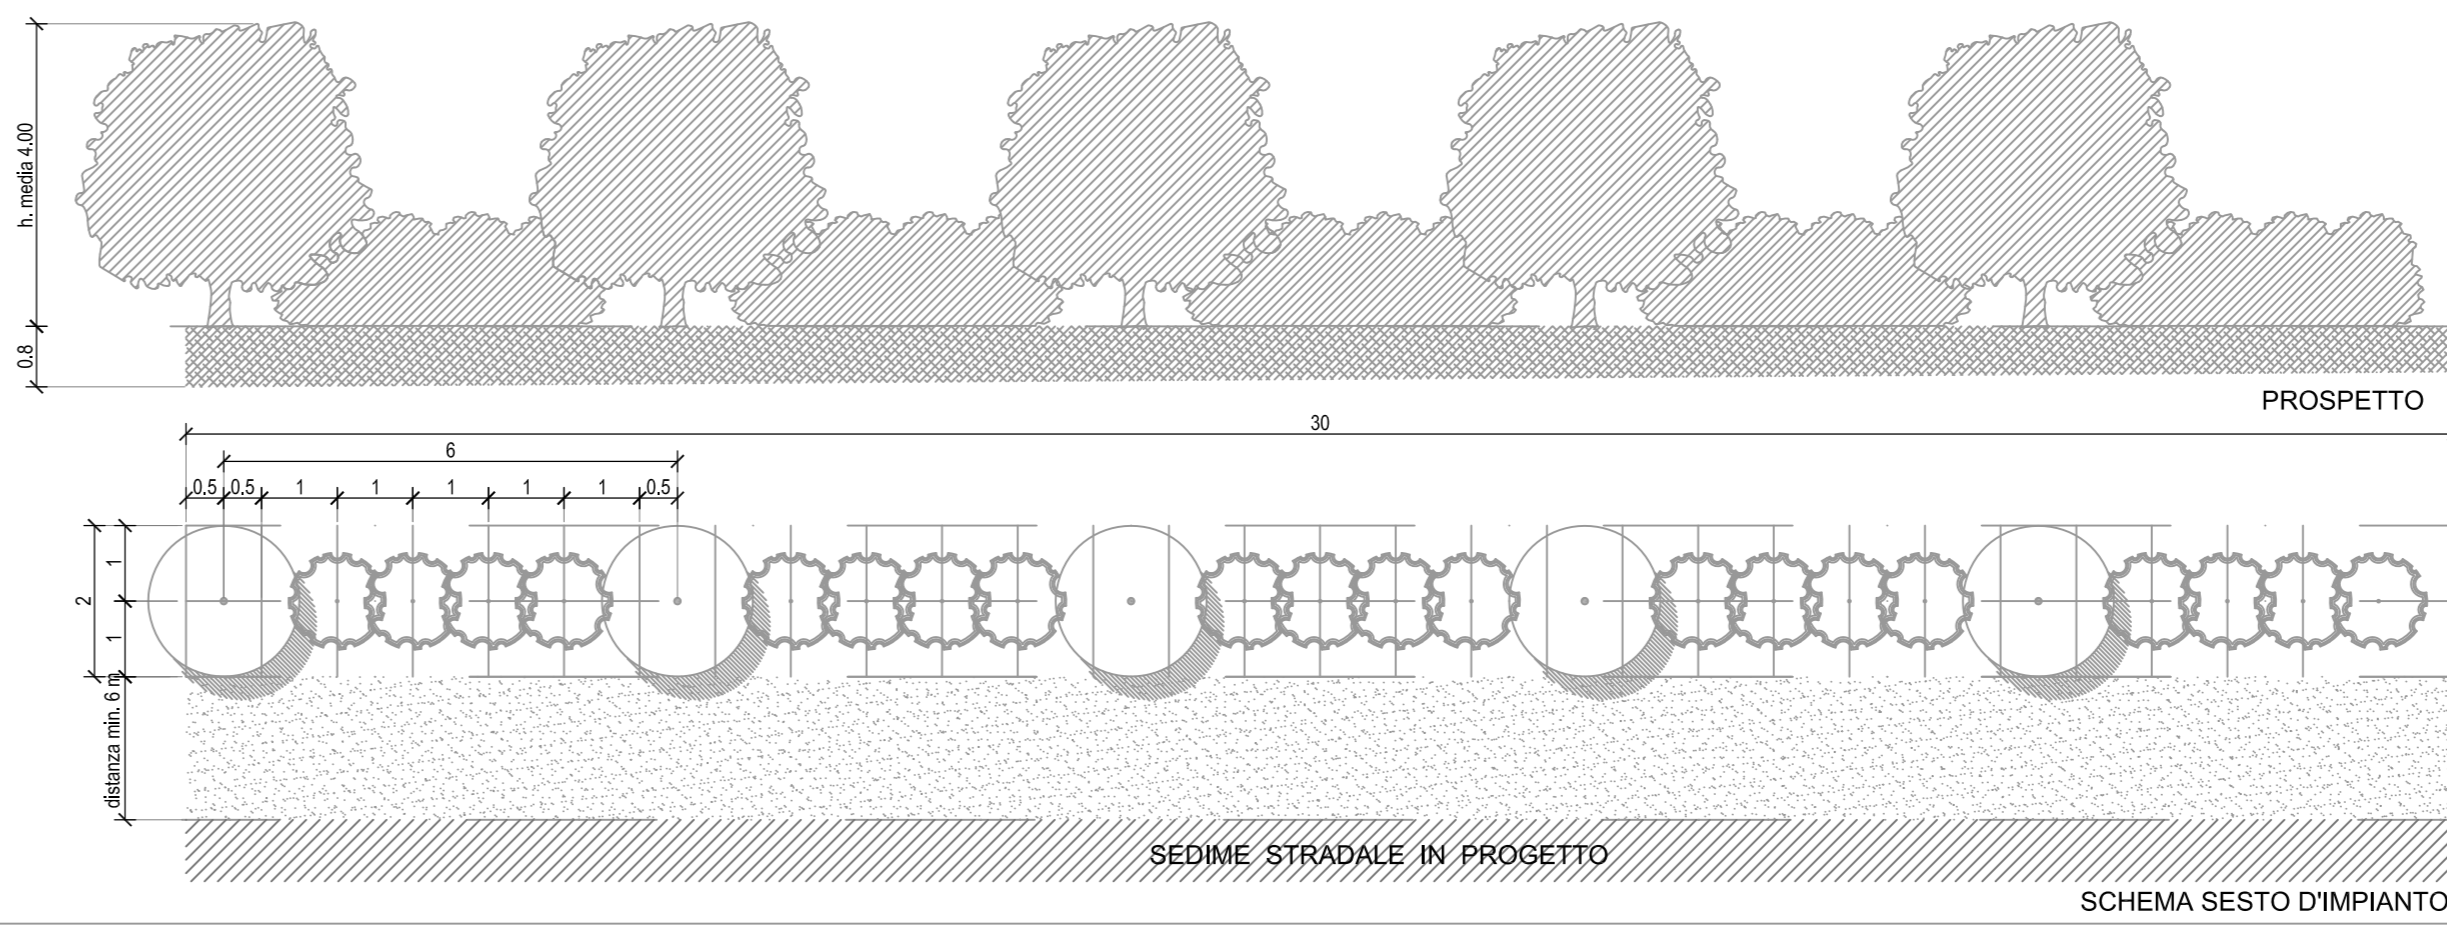 h. media 4.00
0.8
PROSPETTO
30
6
0.5 0.5 1 1 1 1 1 0.5
2
1
1
distanza min. 6 m
SEDIME STRADALE IN PROGETTO
SCHEMA SESTO D'IMPIANTO